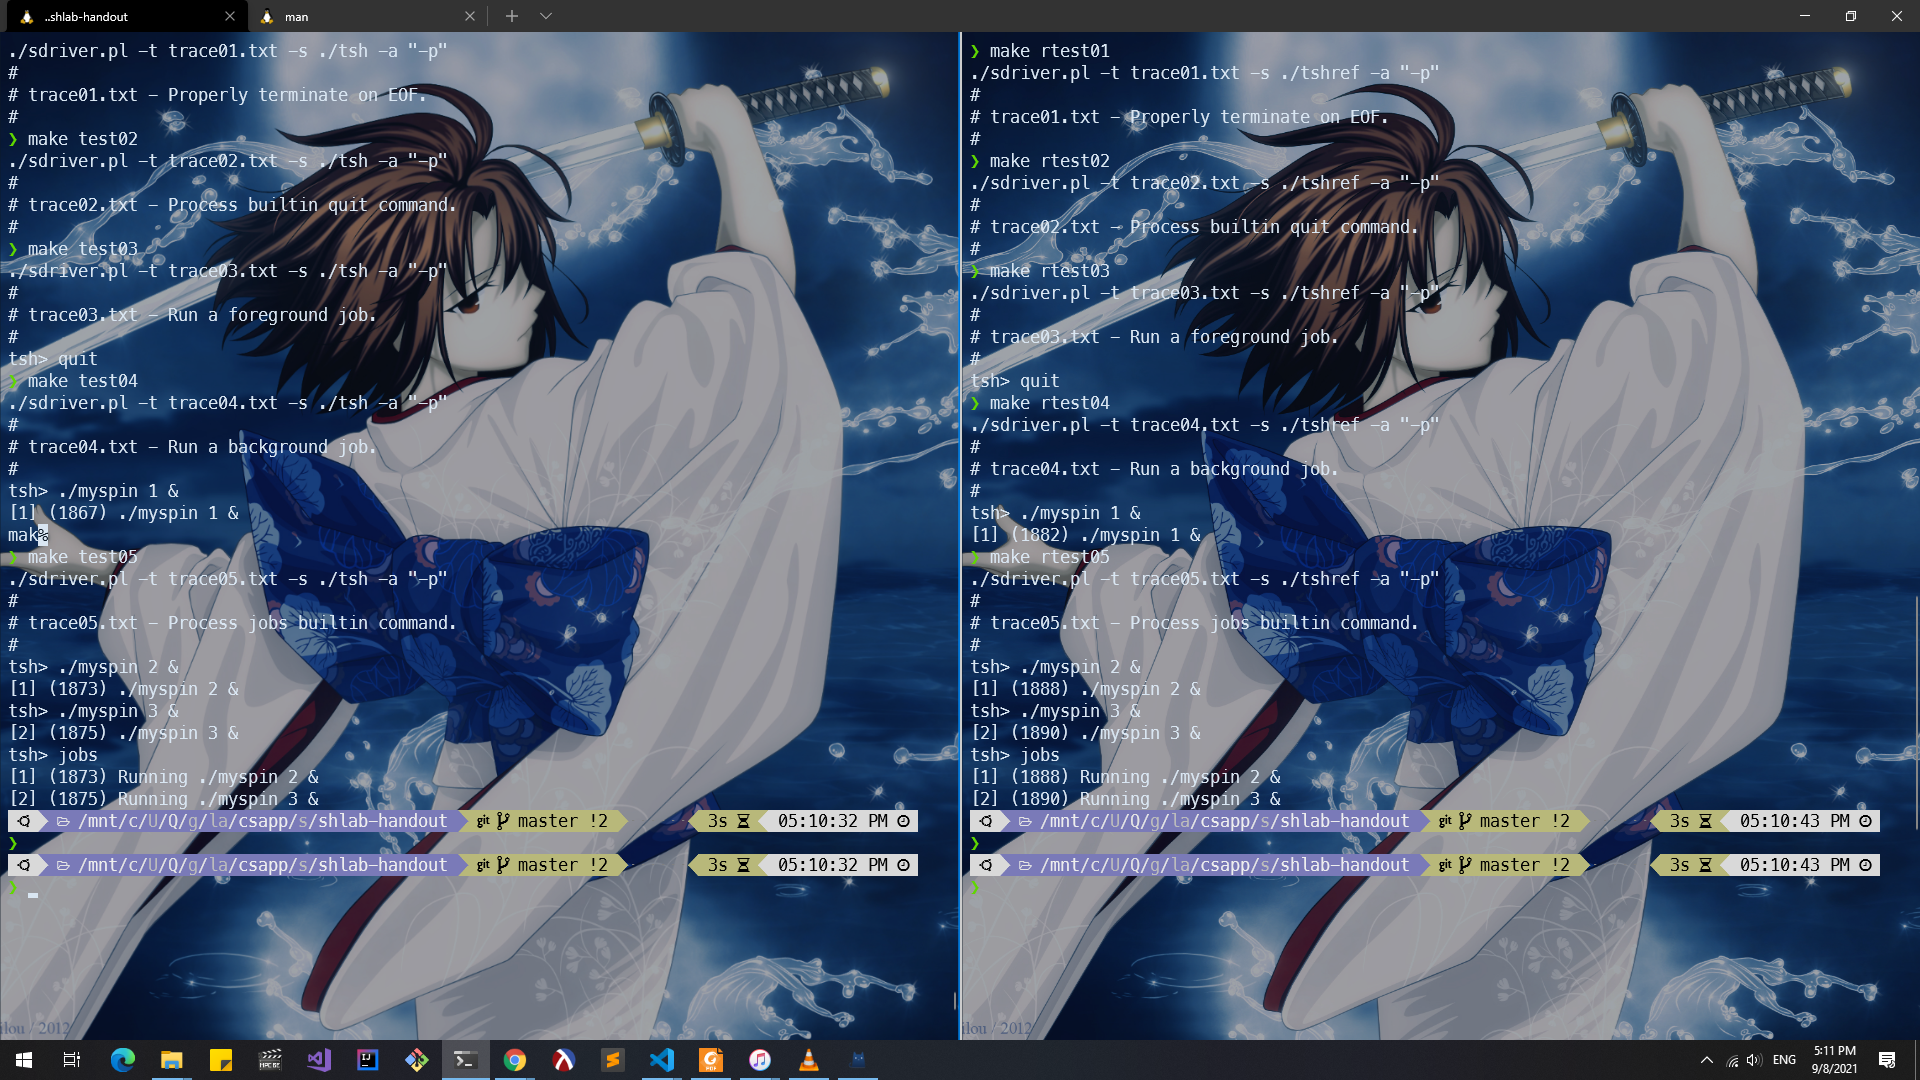 ..shlab-handout
man
./sdriver.pl -t trace01.txt -s ./tsh -a "-p"
#
# trace01.txt - Properly terminate on EOF.
#
❯ make test02
./sdriver.pl -t trace02.txt -s ./tsh -a "-p"
#
# trace02.txt - Process builtin quit command.
#
❯ make test03
./sdriver.pl -t trace03.txt -s ./tsh -a "-p"
#
# trace03.txt - Run a foreground job.
#
tsh> quit
❯ make test04
./sdriver.pl -t trace04.txt -s ./tsh -a "-p"
#
# trace04.txt - Run a background job.
#
tsh> ./myspin 1 &
[1] (1867) ./myspin 1 &
mak%
❯ make test05
./sdriver.pl -t trace05.txt -s ./tsh -a "-p"
#
# trace05.txt - Process jobs builtin command.
#
tsh> ./myspin 2 &
[1] (1873) ./myspin 2 &
tsh> ./myspin 3 &
[2] (1875) ./myspin 3 &
tsh> jobs
[1] (1873) Running ./myspin 2 &
[2] (1875) Running ./myspin 3 &
/mnt/c/U/Q/g/la/csapp/s/shlab-handout git master !2 3s 05:10:32 PM
❯
/mnt/c/U/Q/g/la/csapp/s/shlab-handout git master !2 3s 05:10:32 PM
❯
ilou / 2012
❯ make rtest01
./sdriver.pl -t trace01.txt -s ./tshref -a "-p"
#
# trace01.txt - Properly terminate on EOF.
#
❯ make rtest02
./sdriver.pl -t trace02.txt -s ./tshref -a "-p"
#
# trace02.txt - Process builtin quit command.
#
❯ make rtest03
./sdriver.pl -t trace03.txt -s ./tshref -a "-p"
#
# trace03.txt - Run a foreground job.
#
tsh> quit
❯ make rtest04
./sdriver.pl -t trace04.txt -s ./tshref -a "-p"
#
# trace04.txt - Run a background job.
#
tsh> ./myspin 1 &
[1] (1882) ./myspin 1 &
❯ make rtest05
./sdriver.pl -t trace05.txt -s ./tshref -a "-p"
#
# trace05.txt - Process jobs builtin command.
#
tsh> ./myspin 2 &
[1] (1888) ./myspin 2 &
tsh> ./myspin 3 &
[2] (1890) ./myspin 3 &
tsh> jobs
[1] (1888) Running ./myspin 2 &
[2] (1890) Running ./myspin 3 &
/mnt/c/U/Q/g/la/csapp/s/shlab-handout git master !2 3s 05:10:43 PM
❯
/mnt/c/U/Q/g/la/csapp/s/shlab-handout git master !2 3s 05:10:43 PM
❯
ilou / 2012
ENG
5:11 PM
9/8/2021